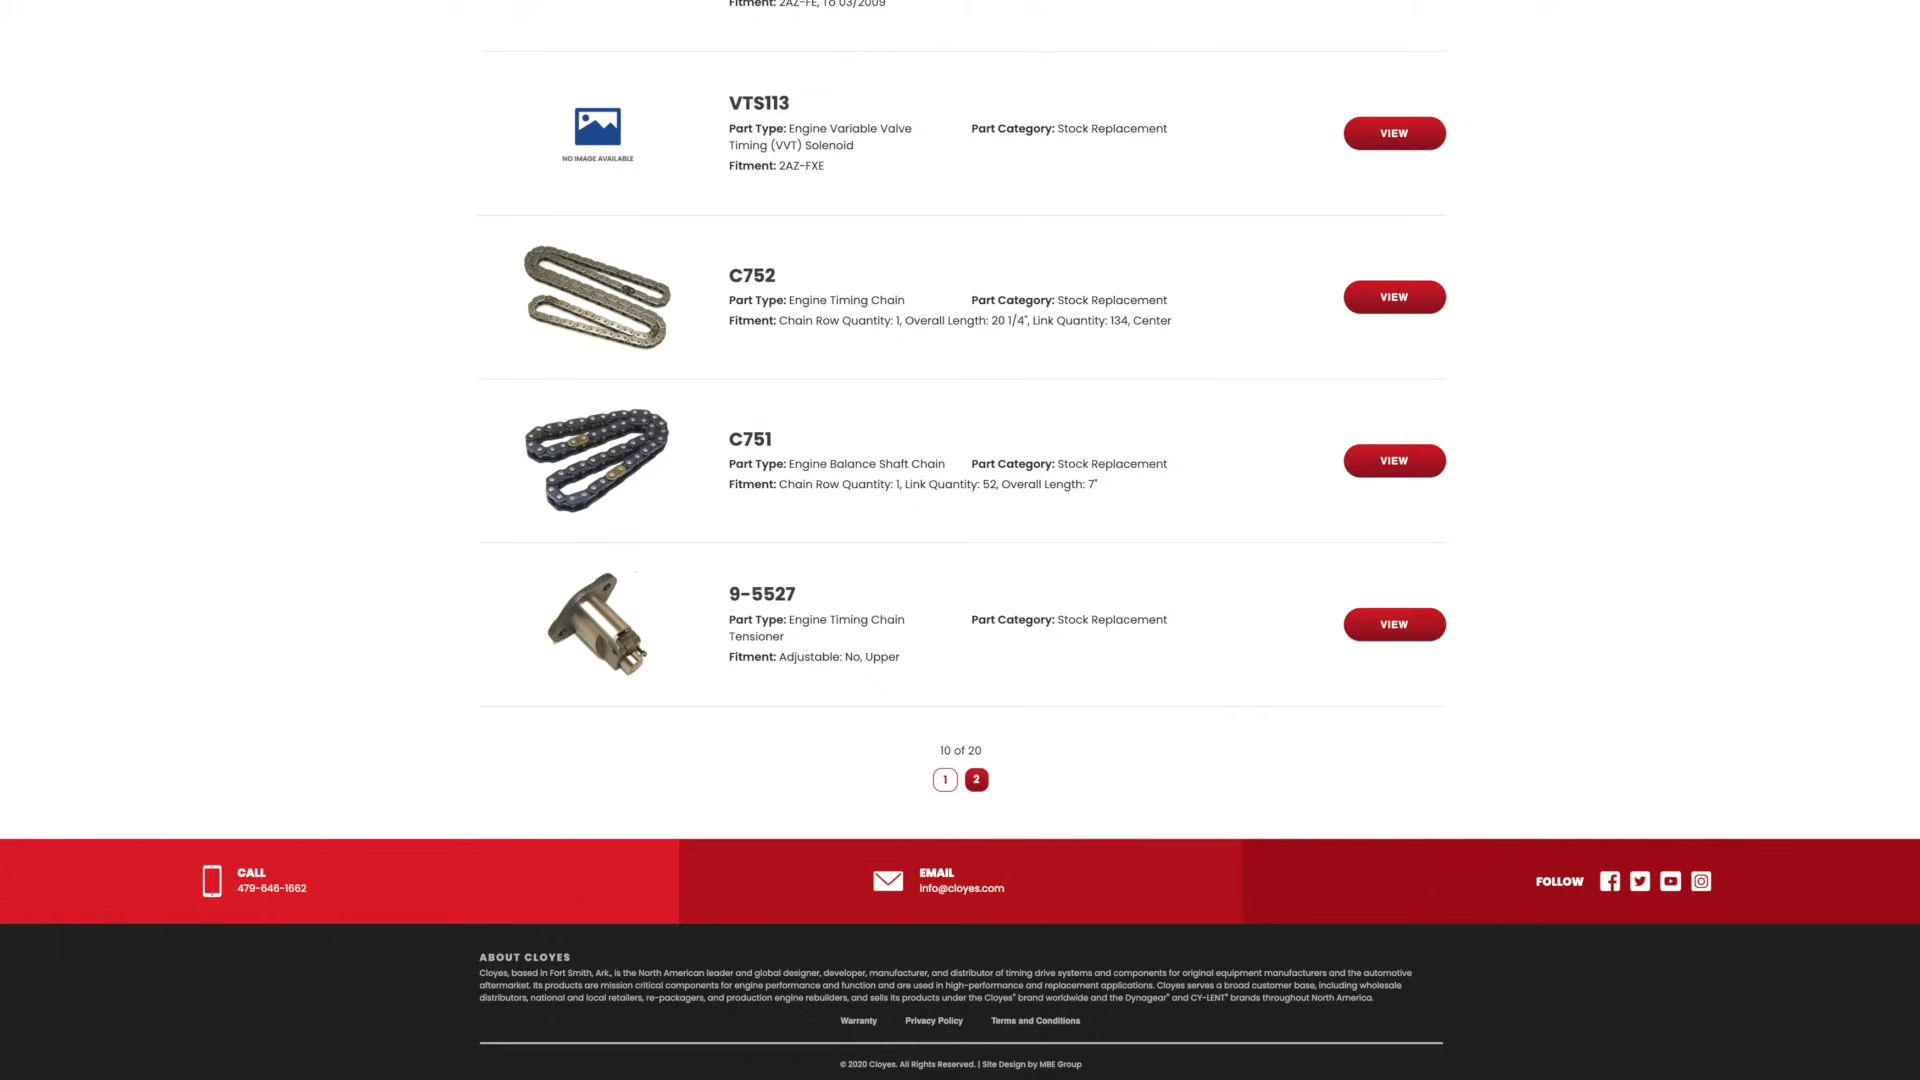 Fitment: 2AZ-FE, To 03/2009
VTS113
Part Type: Engine Variable Valve
Timing (VVT) Solenoid
Part Category: Stock Replacement
Fitment: 2AZ-FXE
VIEW
NO IMAGE AVAILABLE
C752
Part Type: Engine Timing Chain
Part Category: Stock Replacement
Fitment: Chain Row Quantity: 1, Overall Length: 20 1/4", Link Quantity: 134, Center
VIEW
C751
Part Type: Engine Balance Shaft Chain
Part Category: Stock Replacement
Fitment: Chain Row Quantity: 1, Link Quantity: 52, Overall Length: 7"
VIEW
9-5527
Part Type: Engine Timing Chain
Tensioner
Part Category: Stock Replacement
Fitment: Adjustable: No, Upper
VIEW
10 of 20
1 2
CALL
479-646-1662
EMAIL
info@cloyes.com
FOLLOW
ABOUT CLOYES
Cloyes, based in Fort Smith, Ark., is the North American leader and global designer, developer, manufacturer, and distributor of timing drive systems and components for original equipment manufacturers and the automotive
aftermarket. Its products are mission critical components for engine performance and function and are used in high-performance and replacement applications. Cloyes serves a broad customer base, including wholesale
distributors, national and local retailers, re-packagers, and production engine rebuilders, and sells its products under the Cloyes® brand worldwide and the Dynagear® and CY-LENT® brands throughout North America.
Warranty Privacy Policy Terms and Conditions
© 2020 Cloyes. All Rights Reserved. | Site Design by MBE Group